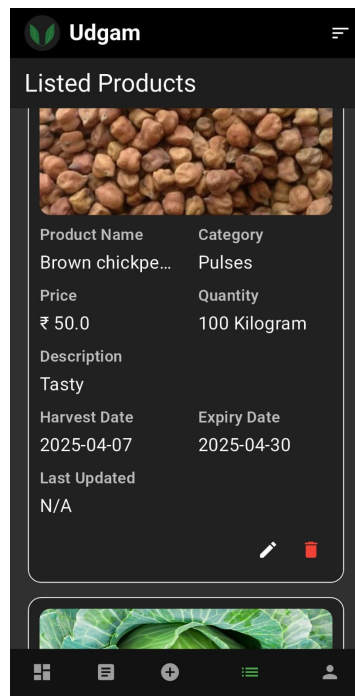 Udgam
Listed Products
Product Name Category
Brown chickpe... Pulses
Price Quantity
₹ 50.0 100 Kilogram
Description
Tasty
Harvest Date Expiry Date
2025-04-07 2025-04-30
Last Updated
N/A